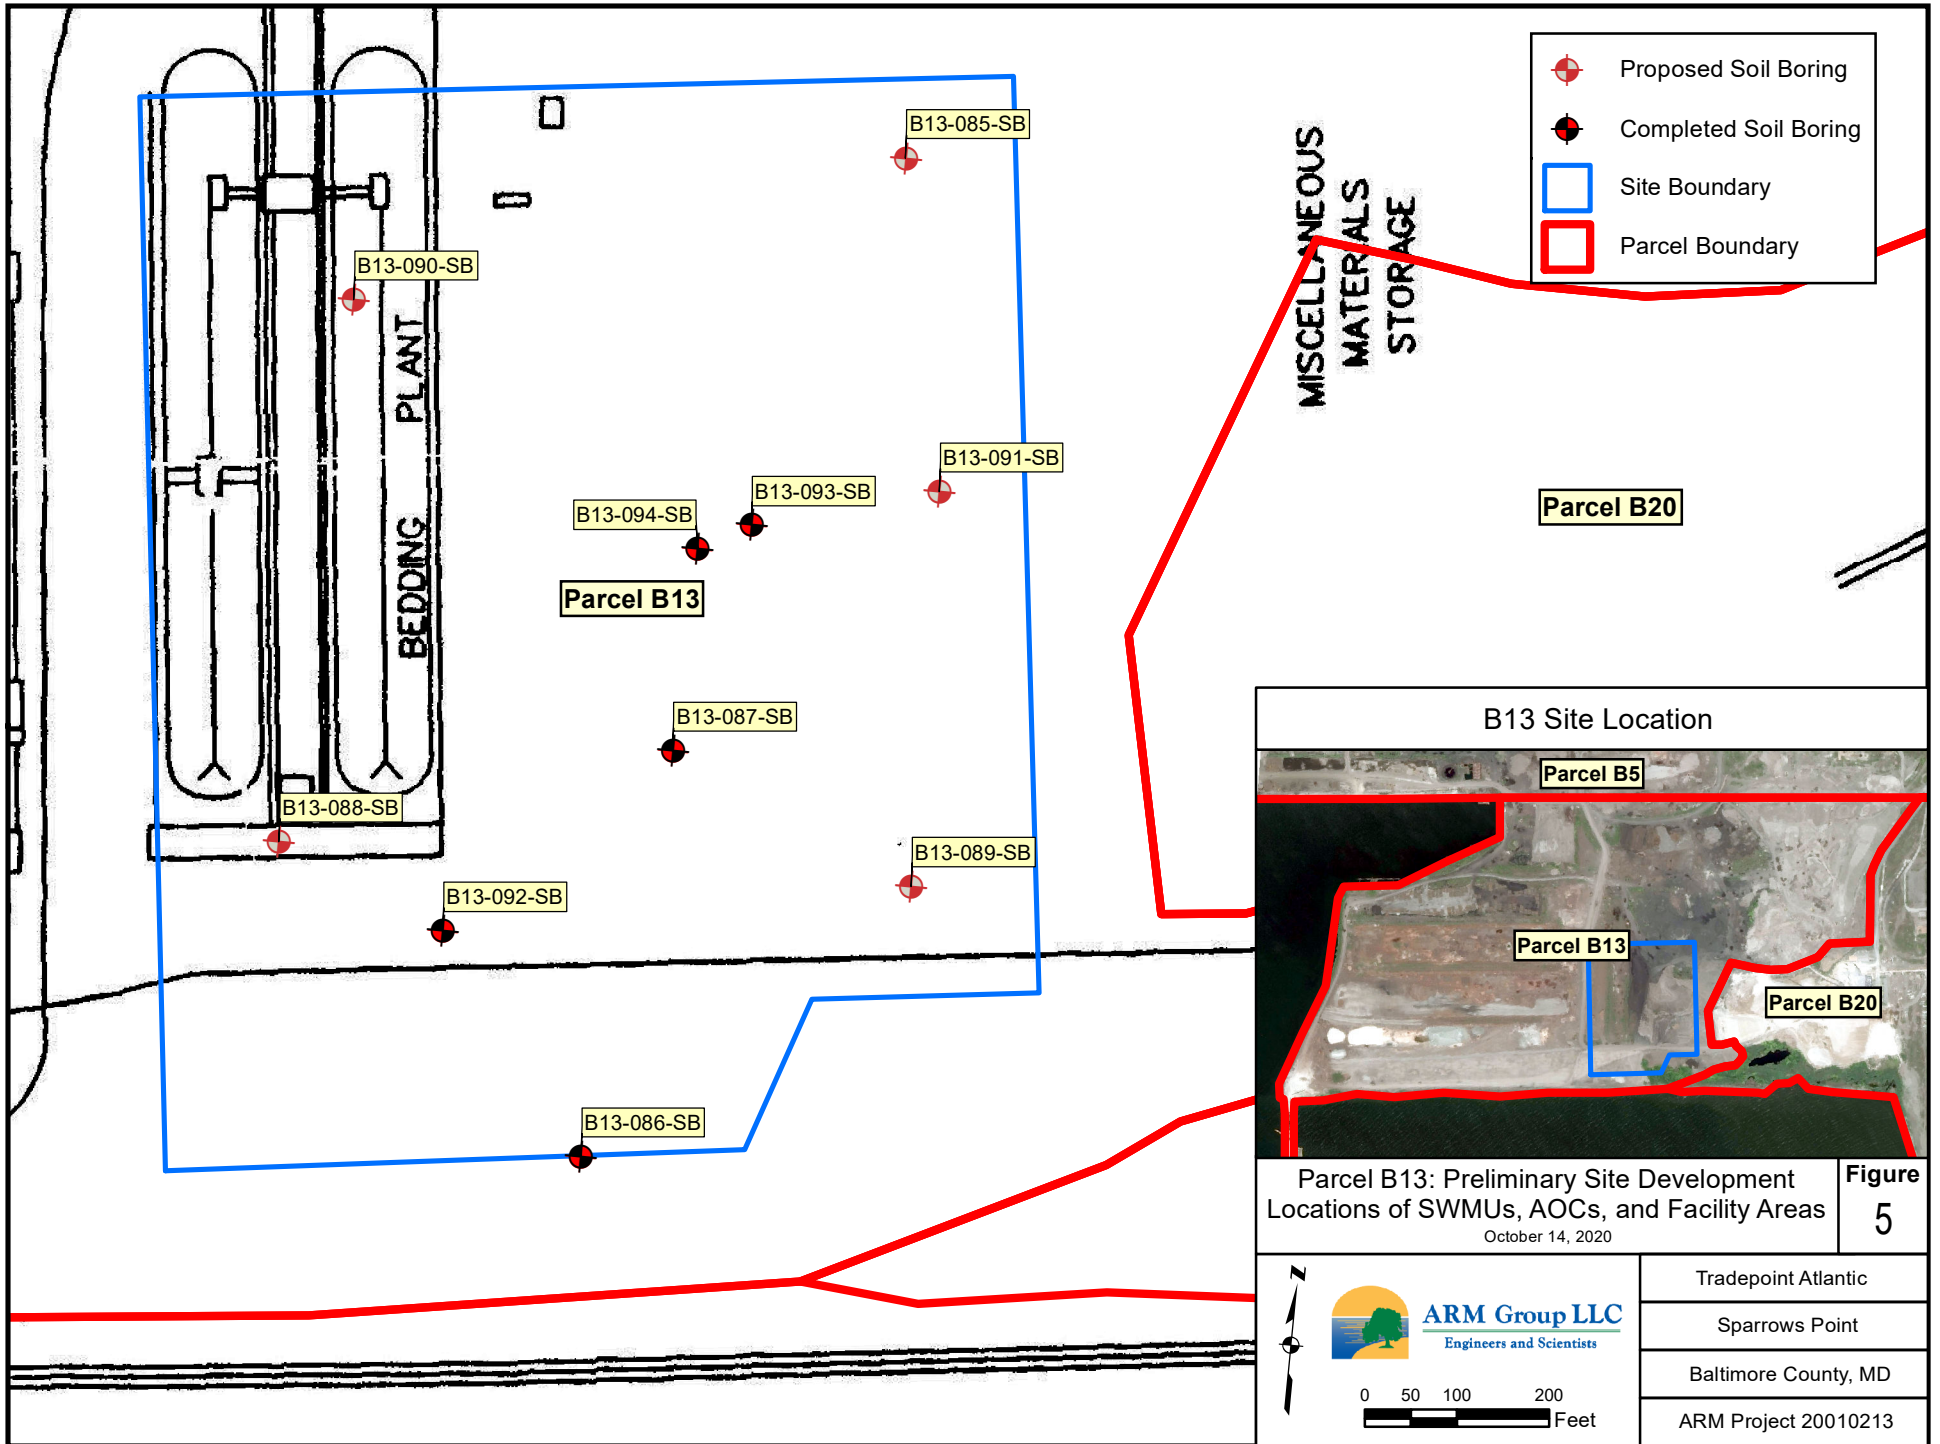 Proposed Soil Boring
Completed Soil Boring
Site Boundary
Parcel Boundary
B13-085-SB
MISCELLANEOUS
MATERIALS
STORAGE
B13-090-SB
BEDDING PLANT
B13-091-SB
B13-093-SB
B13-094-SB
Parcel B20
Parcel B13
B13-087-SB
B13-088-SB
B13-089-SB
B13-092-SB
B13-086-SB
B13 Site Location
Parcel B5
Parcel B13
Parcel B20
Parcel B13: Preliminary Site Development
Locations of SWMUs, AOCs, and Facility Areas
October 14, 2020
Figure
5
N
ARM Group LLC
Engineers and Scientists
0 50 100 200
Feet
Tradepoint Atlantic
Sparrows Point
Baltimore County, MD
ARM Project 20010213